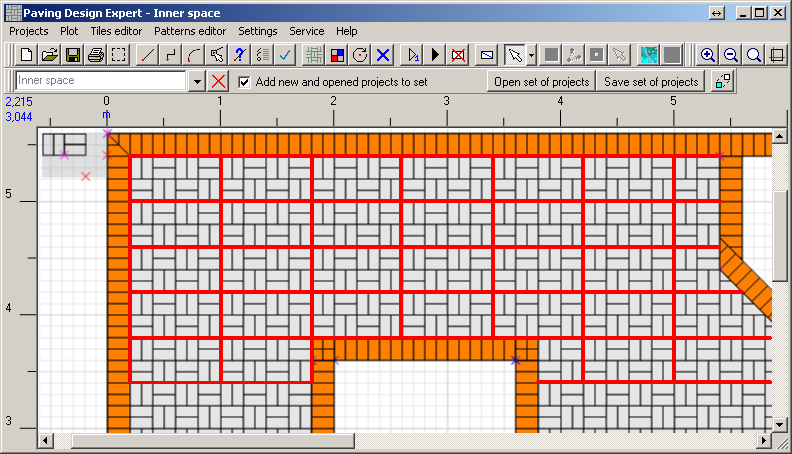 Paving Design Expert - Inner space
Projects Plot Tiles editor Patterns editor Settings Service Help
Inner space Add new and opened projects to set Open set of projects Save set of projects
2,215 0 1 2 3 4 5
3,044 m
5
4
3